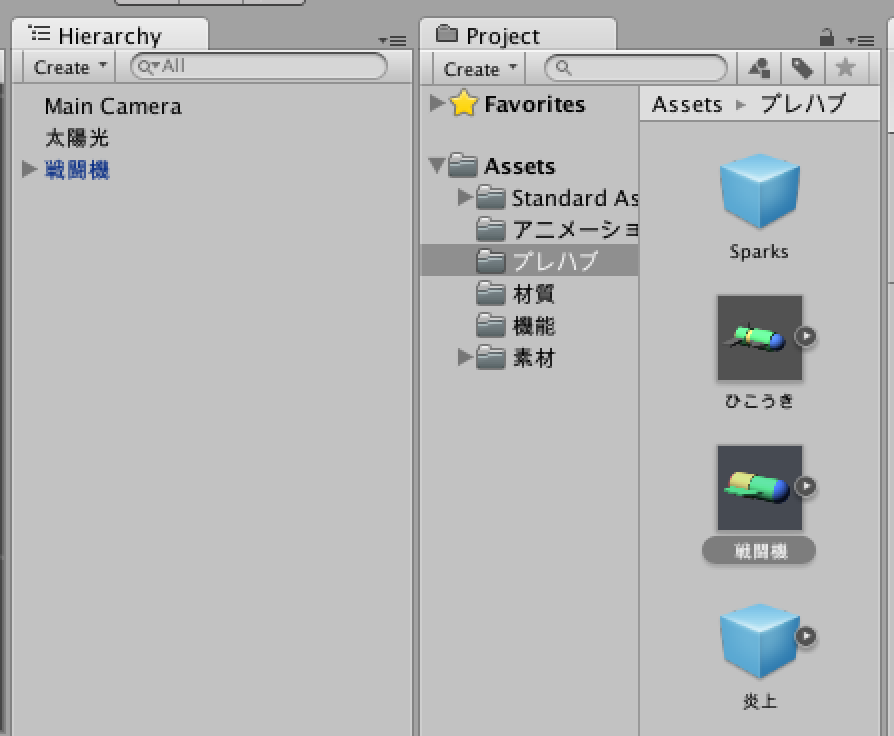 Hierarchy
Create
All
Main Camera
太陽光
戦闘機
Project
Create
Favorites
Assets
Standard As
アニメーショ
プレハブ
材質
機能
素材
Assets プレハブ
Sparks
ひこうき
戦闘機
炎上